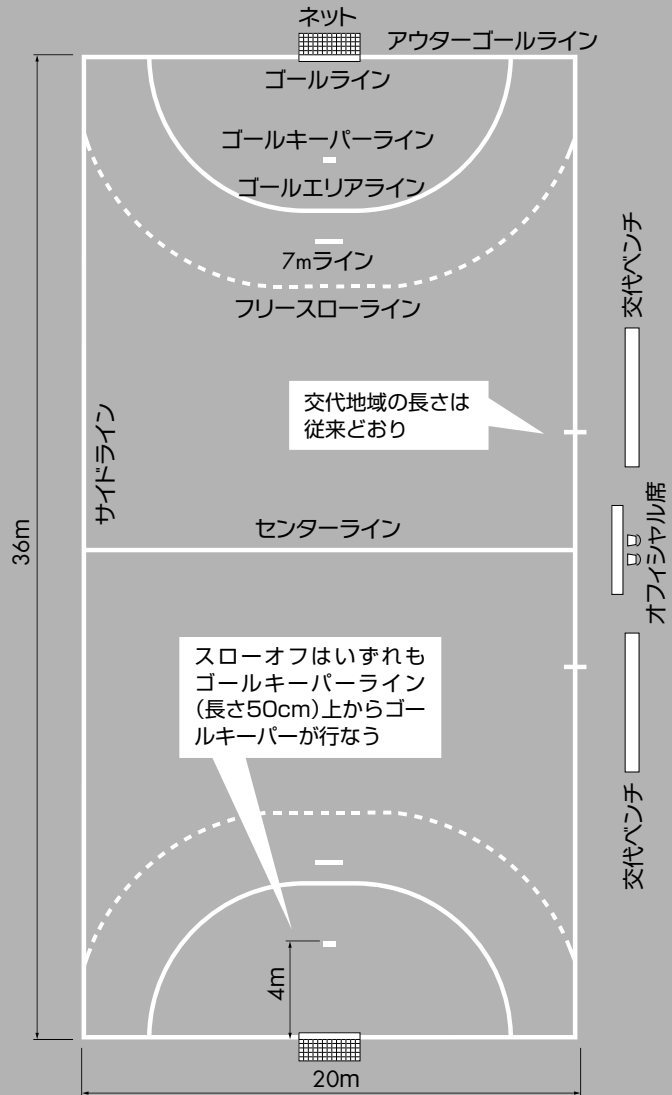 ネット
アウターゴールライン
ゴールライン
ゴールキーパーライン
ゴールエリアライン
7mライン
フリースローライン
交代ベンチ
交代地域の長さは
従来どおり
サイドライン
36m
センターライン
オフィシャル席
スローオフはいずれも
ゴールキーパーライン
(長さ50cm)上からゴー
ルキーパーが行なう
交代ベンチ
4m
20m